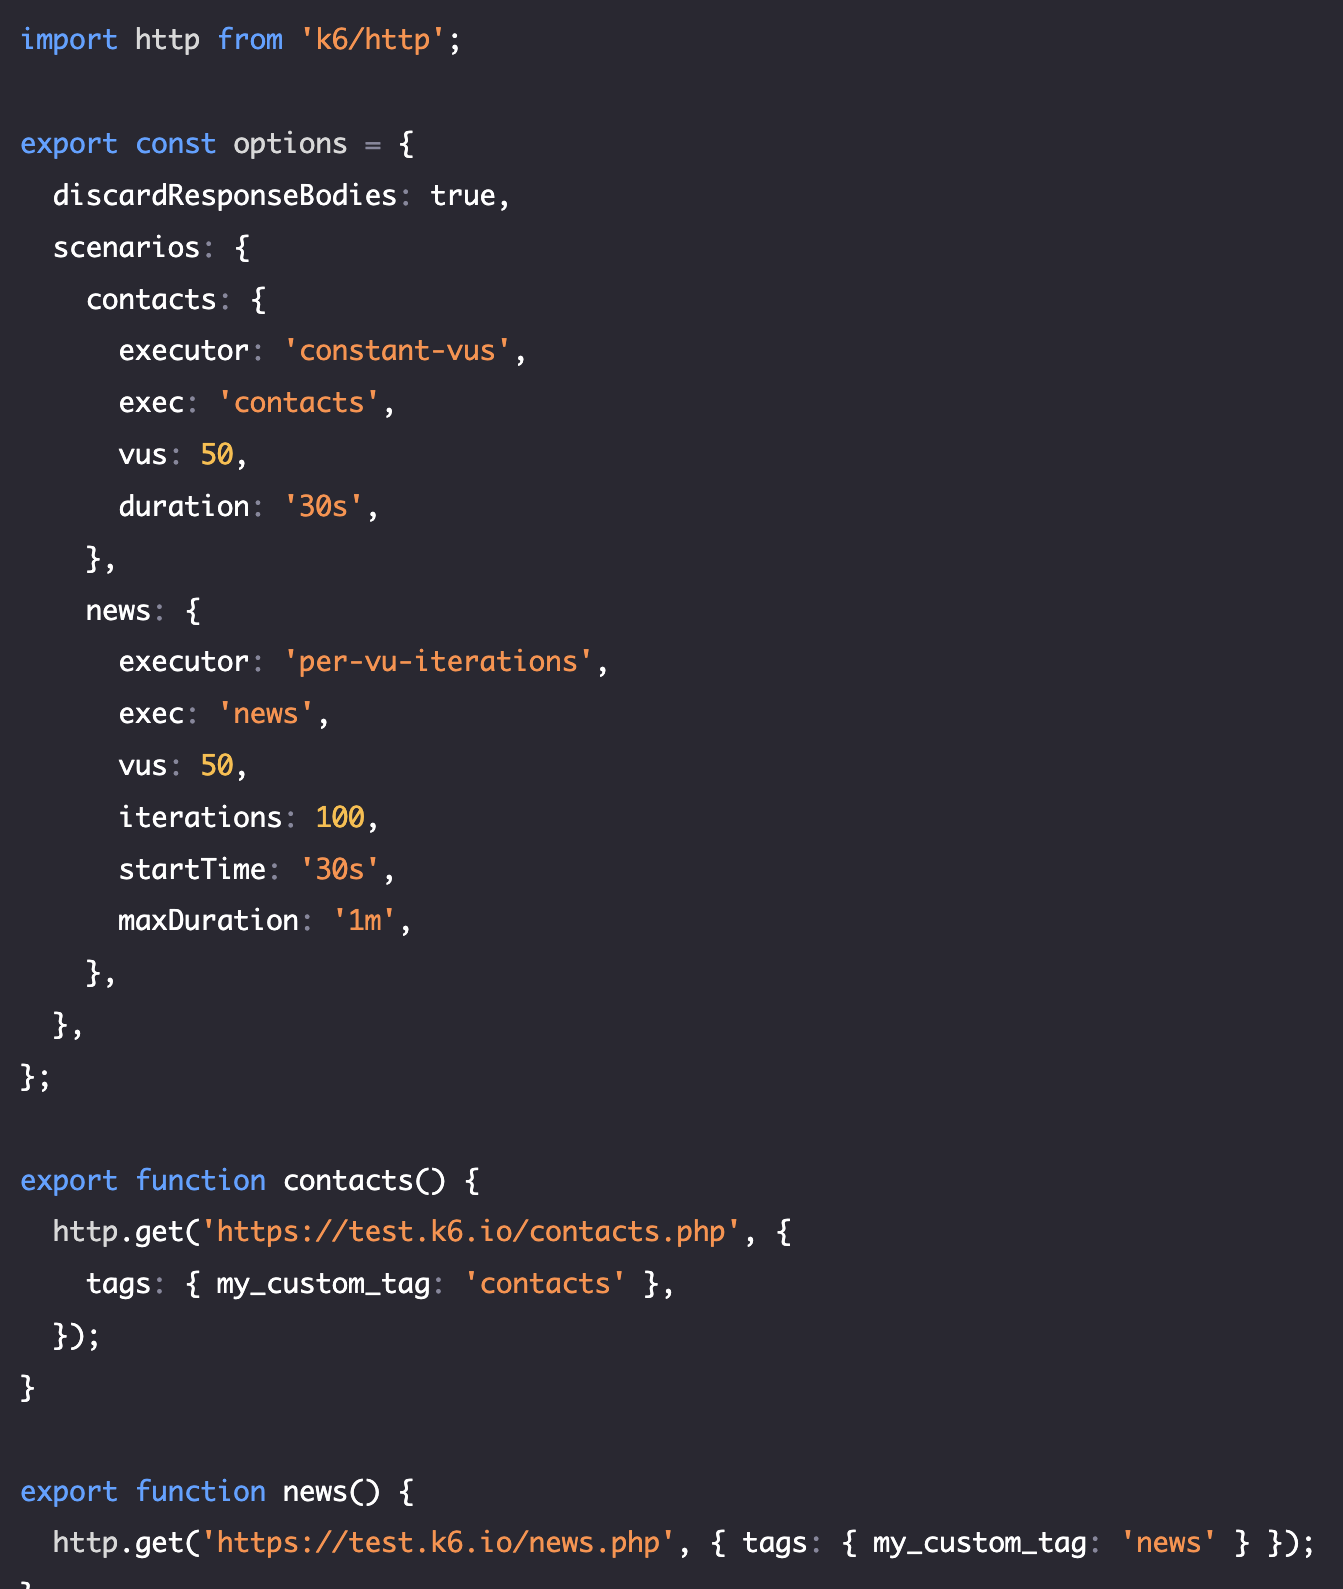 import http from 'k6/http';

export const options = {
  discardResponseBodies: true,
  scenarios: {
    contacts: {
      executor: 'constant-vus',
      exec: 'contacts',
      vus: 50,
      duration: '30s',
    },
    news: {
      executor: 'per-vu-iterations',
      exec: 'news',
      vus: 50,
      iterations: 100,
      startTime: '30s',
      maxDuration: '1m',
    },
  },
};

export function contacts() {
  http.get('https://test.k6.io/contacts.php', {
    tags: { my_custom_tag: 'contacts' },
  });
}

export function news() {
  http.get('https://test.k6.io/news.php', { tags: { my_custom_tag: 'news' } });
}